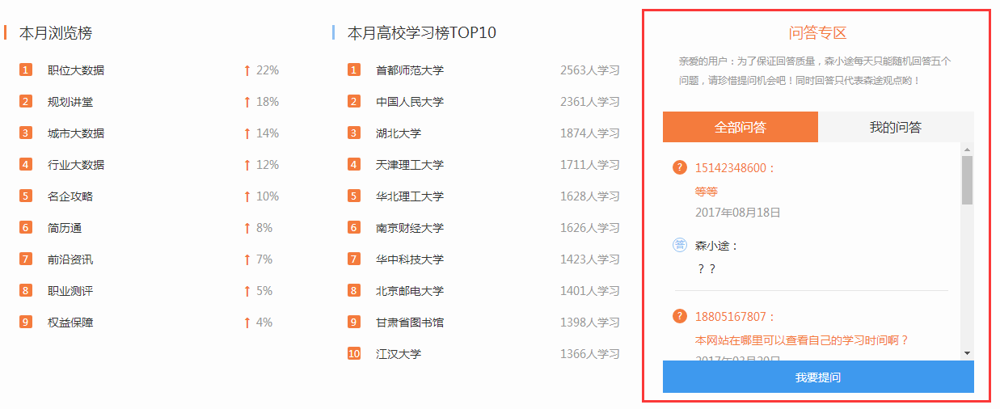 本月浏览榜
1 职位大数据 ↑ 22%
2 规划讲堂 ↑ 18%
3 城市大数据 ↑ 14%
4 行业大数据 ↑ 12%
5 名企攻略 ↑ 10%
6 简历通 ↑ 8%
7 前沿资讯 ↑ 7%
8 职业测评 ↑ 5%
9 权益保障 ↑ 4%
本月高校学习榜TOP10
1 首都师范大学 2563人学习
2 中国人民大学 2361人学习
3 湖北大学 1874人学习
4 天津理工大学 1711人学习
5 华北理工大学 1628人学习
6 南京财经大学 1626人学习
7 华中科技大学 1423人学习
8 北京邮电大学 1401人学习
9 甘肃省图书馆 1398人学习
10 江汉大学 1366人学习
问答专区
亲爱的用户：为了保证回答质量，森小途每天只能随机回答五个
问题，请珍惜提问机会吧！同时回答只代表森途观点哟！
全部问答 我的问答
? 15142348600：
等等
2017年08月18日
答 森小途：
？？
? 18805167807：
本网站在哪里可以查看自己的学习时间啊？
2017年03月20日
我要提问